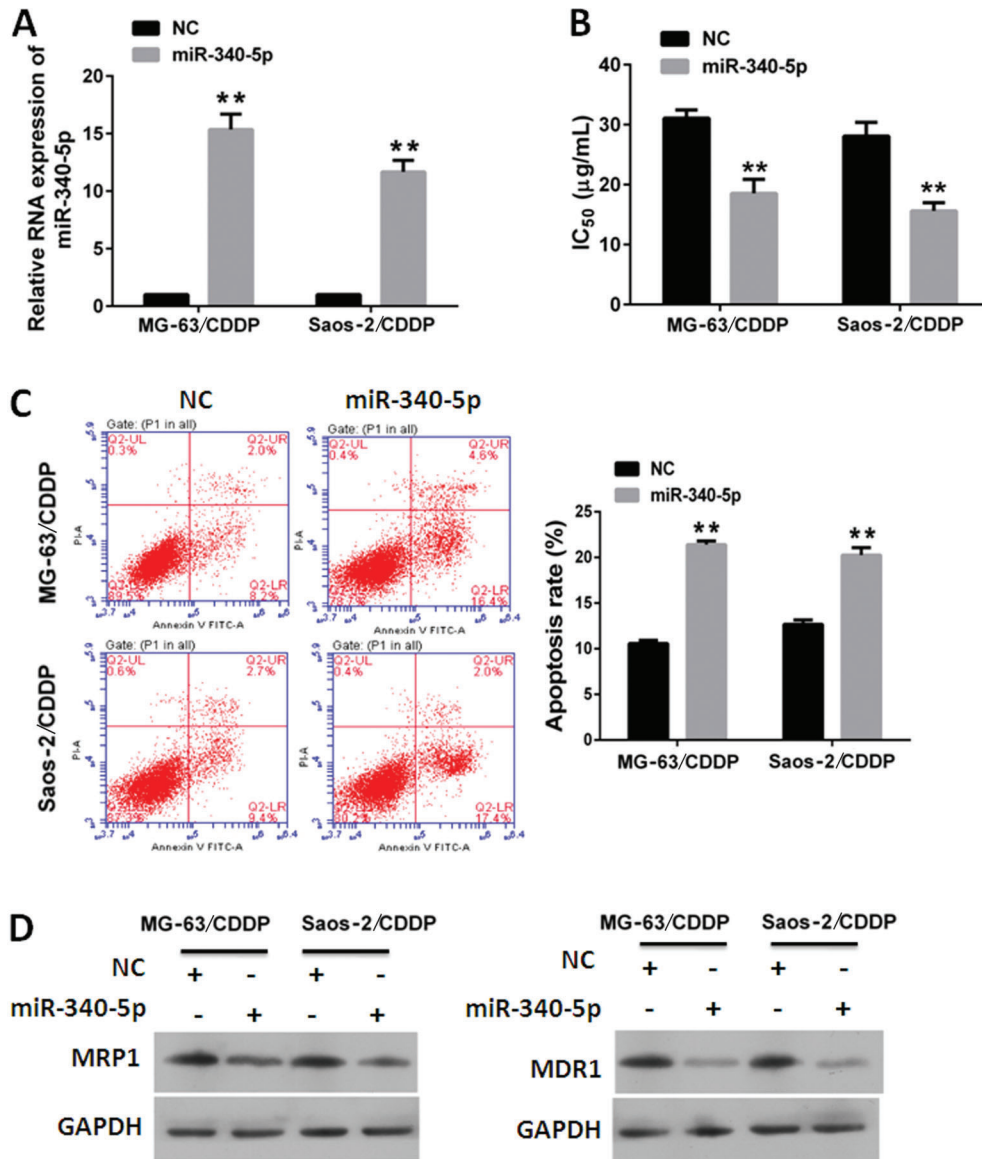 A
NC
miR-340-5p
Relative RNA expression of
miR-340-5p
20
15
10
5
0
**
**
MG-63/CDDP
Saos-2/CDDP
B
NC
miR-340-5p
IC50 (μg/mL)
40
30
20
10
0
**
**
MG-63/CDDP
Saos-2/CDDP
C
NC
miR-340-5p
MG-63/CDDP
Gate: (P1 in all)
Q2-UL
0.3%
Q2-UR
2.0%
89.5%
Q2-LR
8.2%
PI-A
Annexin V FITC-A
Gate: (P1 in all)
Q2-UL
0.4%
Q2-UR
4.6%
Q2-LR
16.4%
PI-A
Annexin V FITC-A
Saos-2/CDDP
Gate: (P1 in all)
Q2-UL
0.6%
Q2-UR
2.7%
Q2-LR
9.4%
PI-A
Annexin V FITC-A
Gate: (P1 in all)
Q2-UL
0.4%
Q2-UR
2.0%
Q2-LR
17.4%
PI-A
Annexin V FITC-A
NC
miR-340-5p
Apoptosis rate (%)
25
20
15
10
5
0
**
**
MG-63/CDDP
Saos-2/CDDP
D
MG-63/CDDP Saos-2/CDDP
NC + - + -
miR-340-5p - + - +
MRP1
GAPDH
MG-63/CDDP Saos-2/CDDP
NC + - + -
miR-340-5p - + - +
MDR1
GAPDH